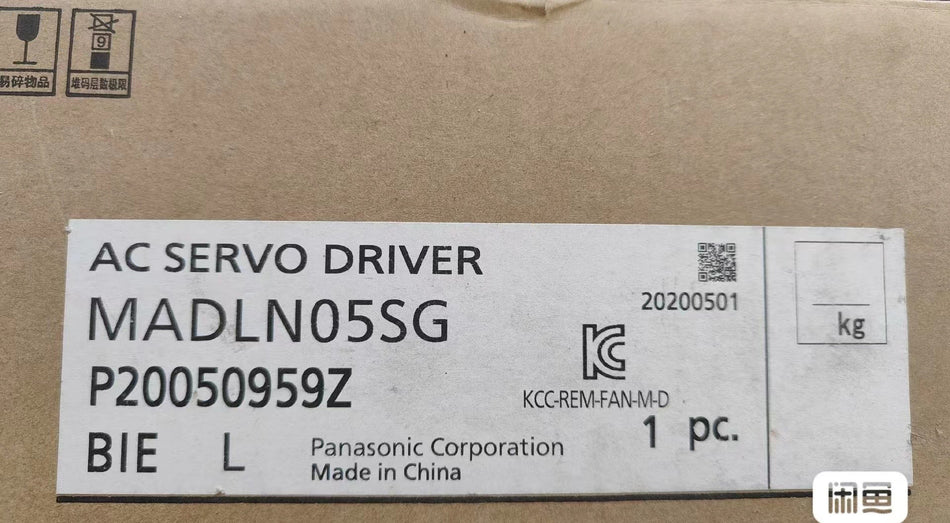 易碎物品
9
堆码层数极限
AC SERVO DRIVER
MADLN05SG
20200501
kg
P20050959Z
KCC-REM-FAN-M-D
1 pc.
BIE L
Panasonic Corporation
Made in China
闲鱼